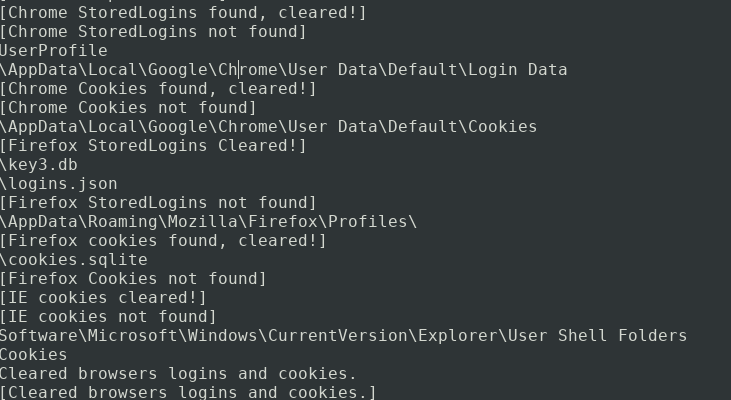 [Chrome StoredLogins found, cleared!]
[Chrome StoredLogins not found]
UserProfile
\AppData\Local\Google\Chrome\User Data\Default\Login Data
[Chrome Cookies found, cleared!]
[Chrome Cookies not found]
\AppData\Local\Google\Chrome\User Data\Default\Cookies
[Firefox StoredLogins Cleared!]
\key3.db
\logins.json
[Firefox StoredLogins not found]
\AppData\Roaming\Mozilla\Firefox\Profiles\
[Firefox cookies found, cleared!]
\cookies.sqlite
[Firefox Cookies not found]
[IE cookies cleared!]
[IE cookies not found]
Software\Microsoft\Windows\CurrentVersion\Explorer\User Shell Folders
Cookies
Cleared browsers logins and cookies.
[Cleared browsers logins and cookies.]